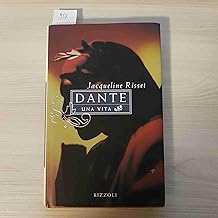 Jacqueline Risset
DANTE
UNA VITA
RIZZOLI